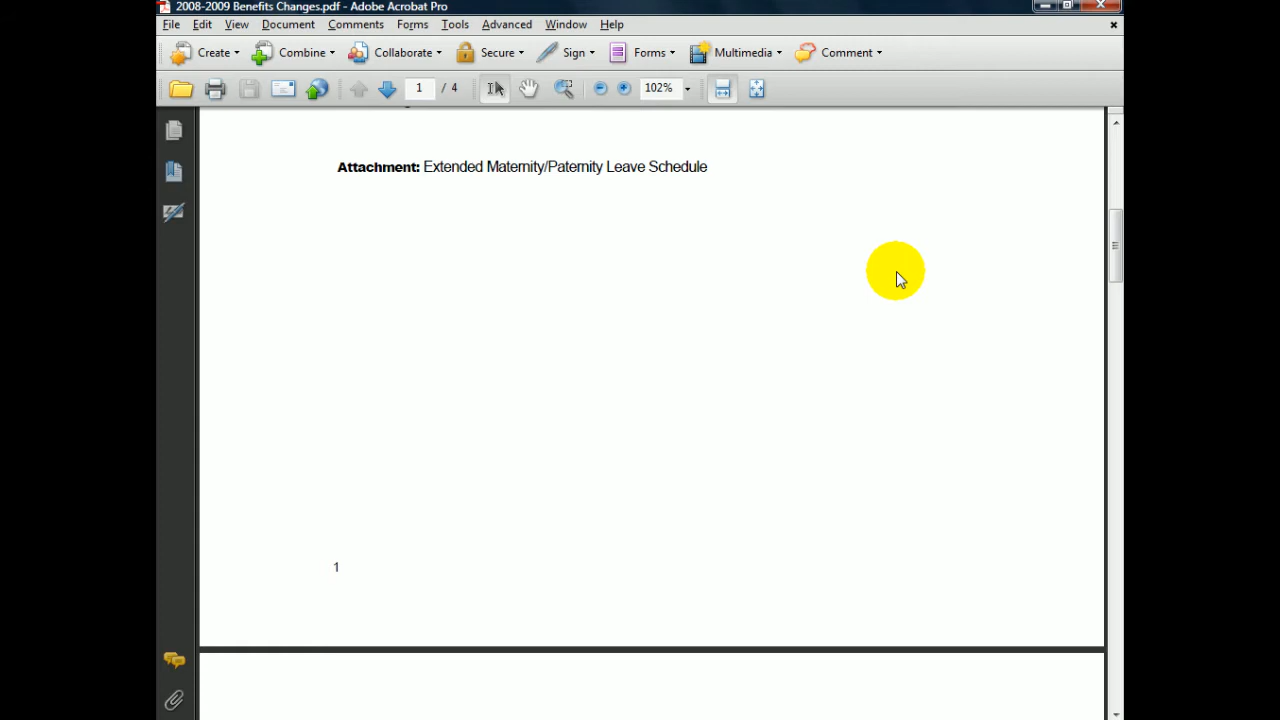 2008-2009 Benefits Changes.pdf - Adobe Acrobat Pro
File Edit View Document Comments Forms Tools Advanced Window Help
Create Combine Collaborate Secure Sign Forms Multimedia Comment
1 / 4 102%
Attachment: Extended Maternity/Paternity Leave Schedule
1